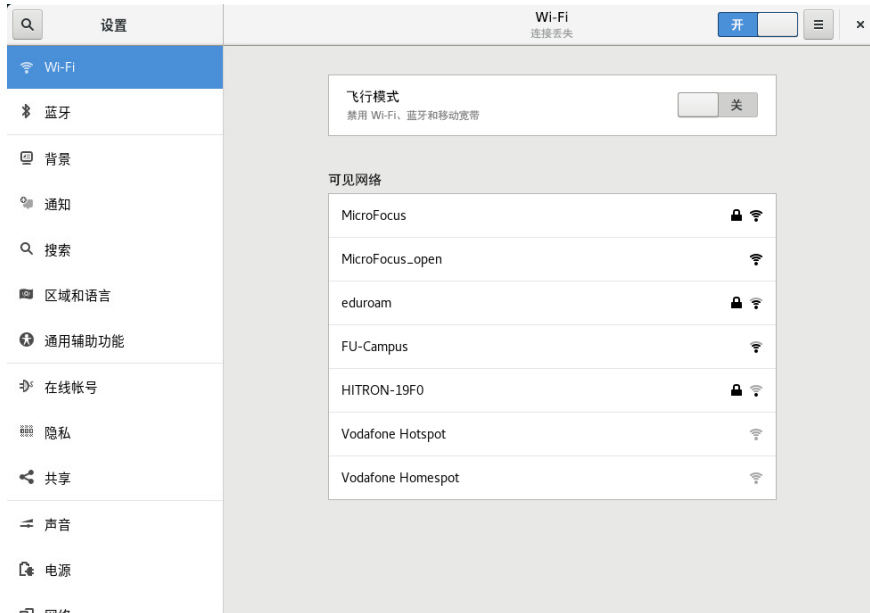 设置
Wi-Fi
连接丢失
开
Wi-Fi
蓝牙
背景
通知
搜索
区域和语言
通用辅助功能
在线帐号
隐私
共享
声音
电源
飞行模式
禁用 Wi-Fi、蓝牙和移动宽带
关
可见网络
MicroFocus
MicroFocus_open
eduroam
FU-Campus
HITRON-19F0
Vodafone Hotspot
Vodafone Homespot